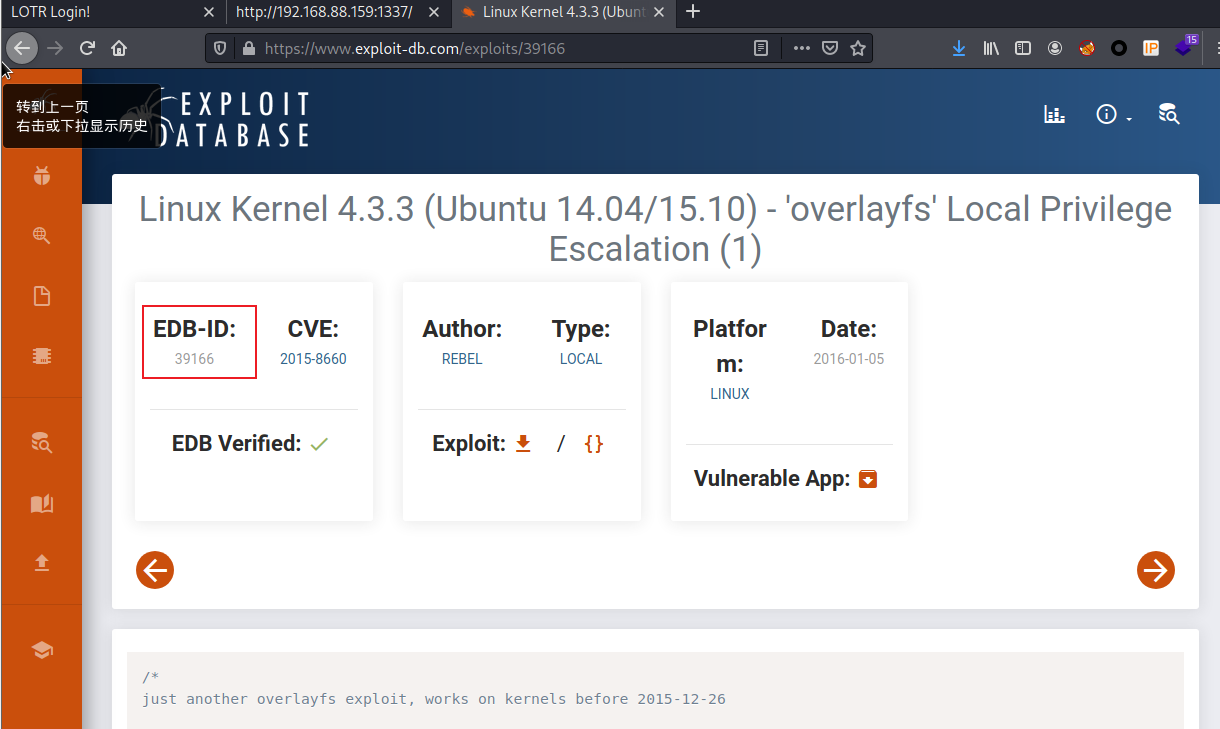 LOTR Login!
http://192.168.88.159:1337/
Linux Kernel 4.3.3 (Ubunt
https://www.exploit-db.com/exploits/39166
IP
15
转到上一页
右击或下拉显示历史
EXPLOIT
DATABASE
Linux Kernel 4.3.3 (Ubuntu 14.04/15.10) - 'overlayfs' Local Privilege
Escalation (1)
EDB-ID:
39166
CVE:
2015-8660
EDB Verified:
Author:
REBEL
Type:
LOCAL
Exploit: / {}
Platfor
m:
LINUX
Date:
2016-01-05
Vulnerable App:
/*
just another overlayfs exploit, works on kernels before 2015-12-26